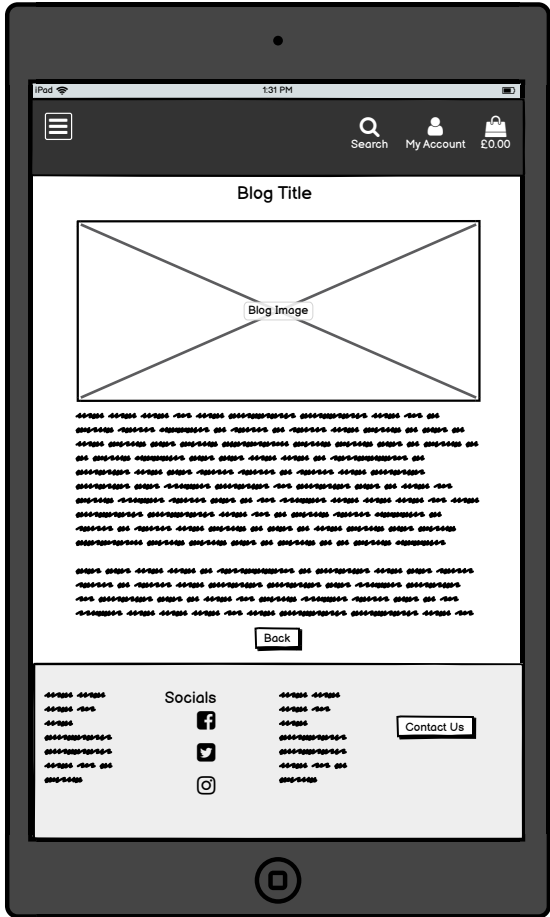 iPad 1:31 PM
Search My Account £0.00
Blog Title
Blog Image
Back
Socials
Contact Us